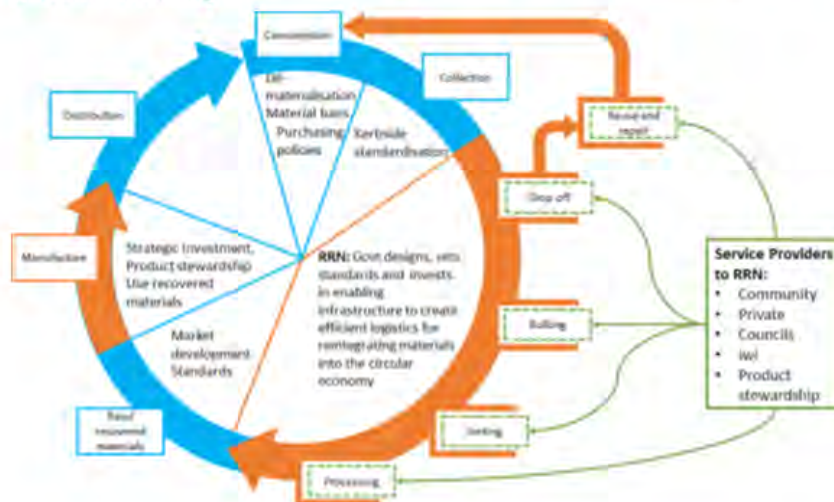 Consumption
De-
materialisation
Material bans
Purchasing
policies
Collection
Kerbside
standardisation
Distribution
Reuse and
repair
Drop off
Manufacture
Strategic Investment,
Product stewardship
Use recovered
materials
RRN: Govt designs, sets
standards and invests
in enabling
infrastructure to create
efficient logistics for
reintegrating materials
into the circular
economy
Service Providers
to RRN:
• Community
• Private
• Councils
• iwi
• Product
stewardship
Bulking
Market
development
Standards
recovered
materials
Sorting
Processing